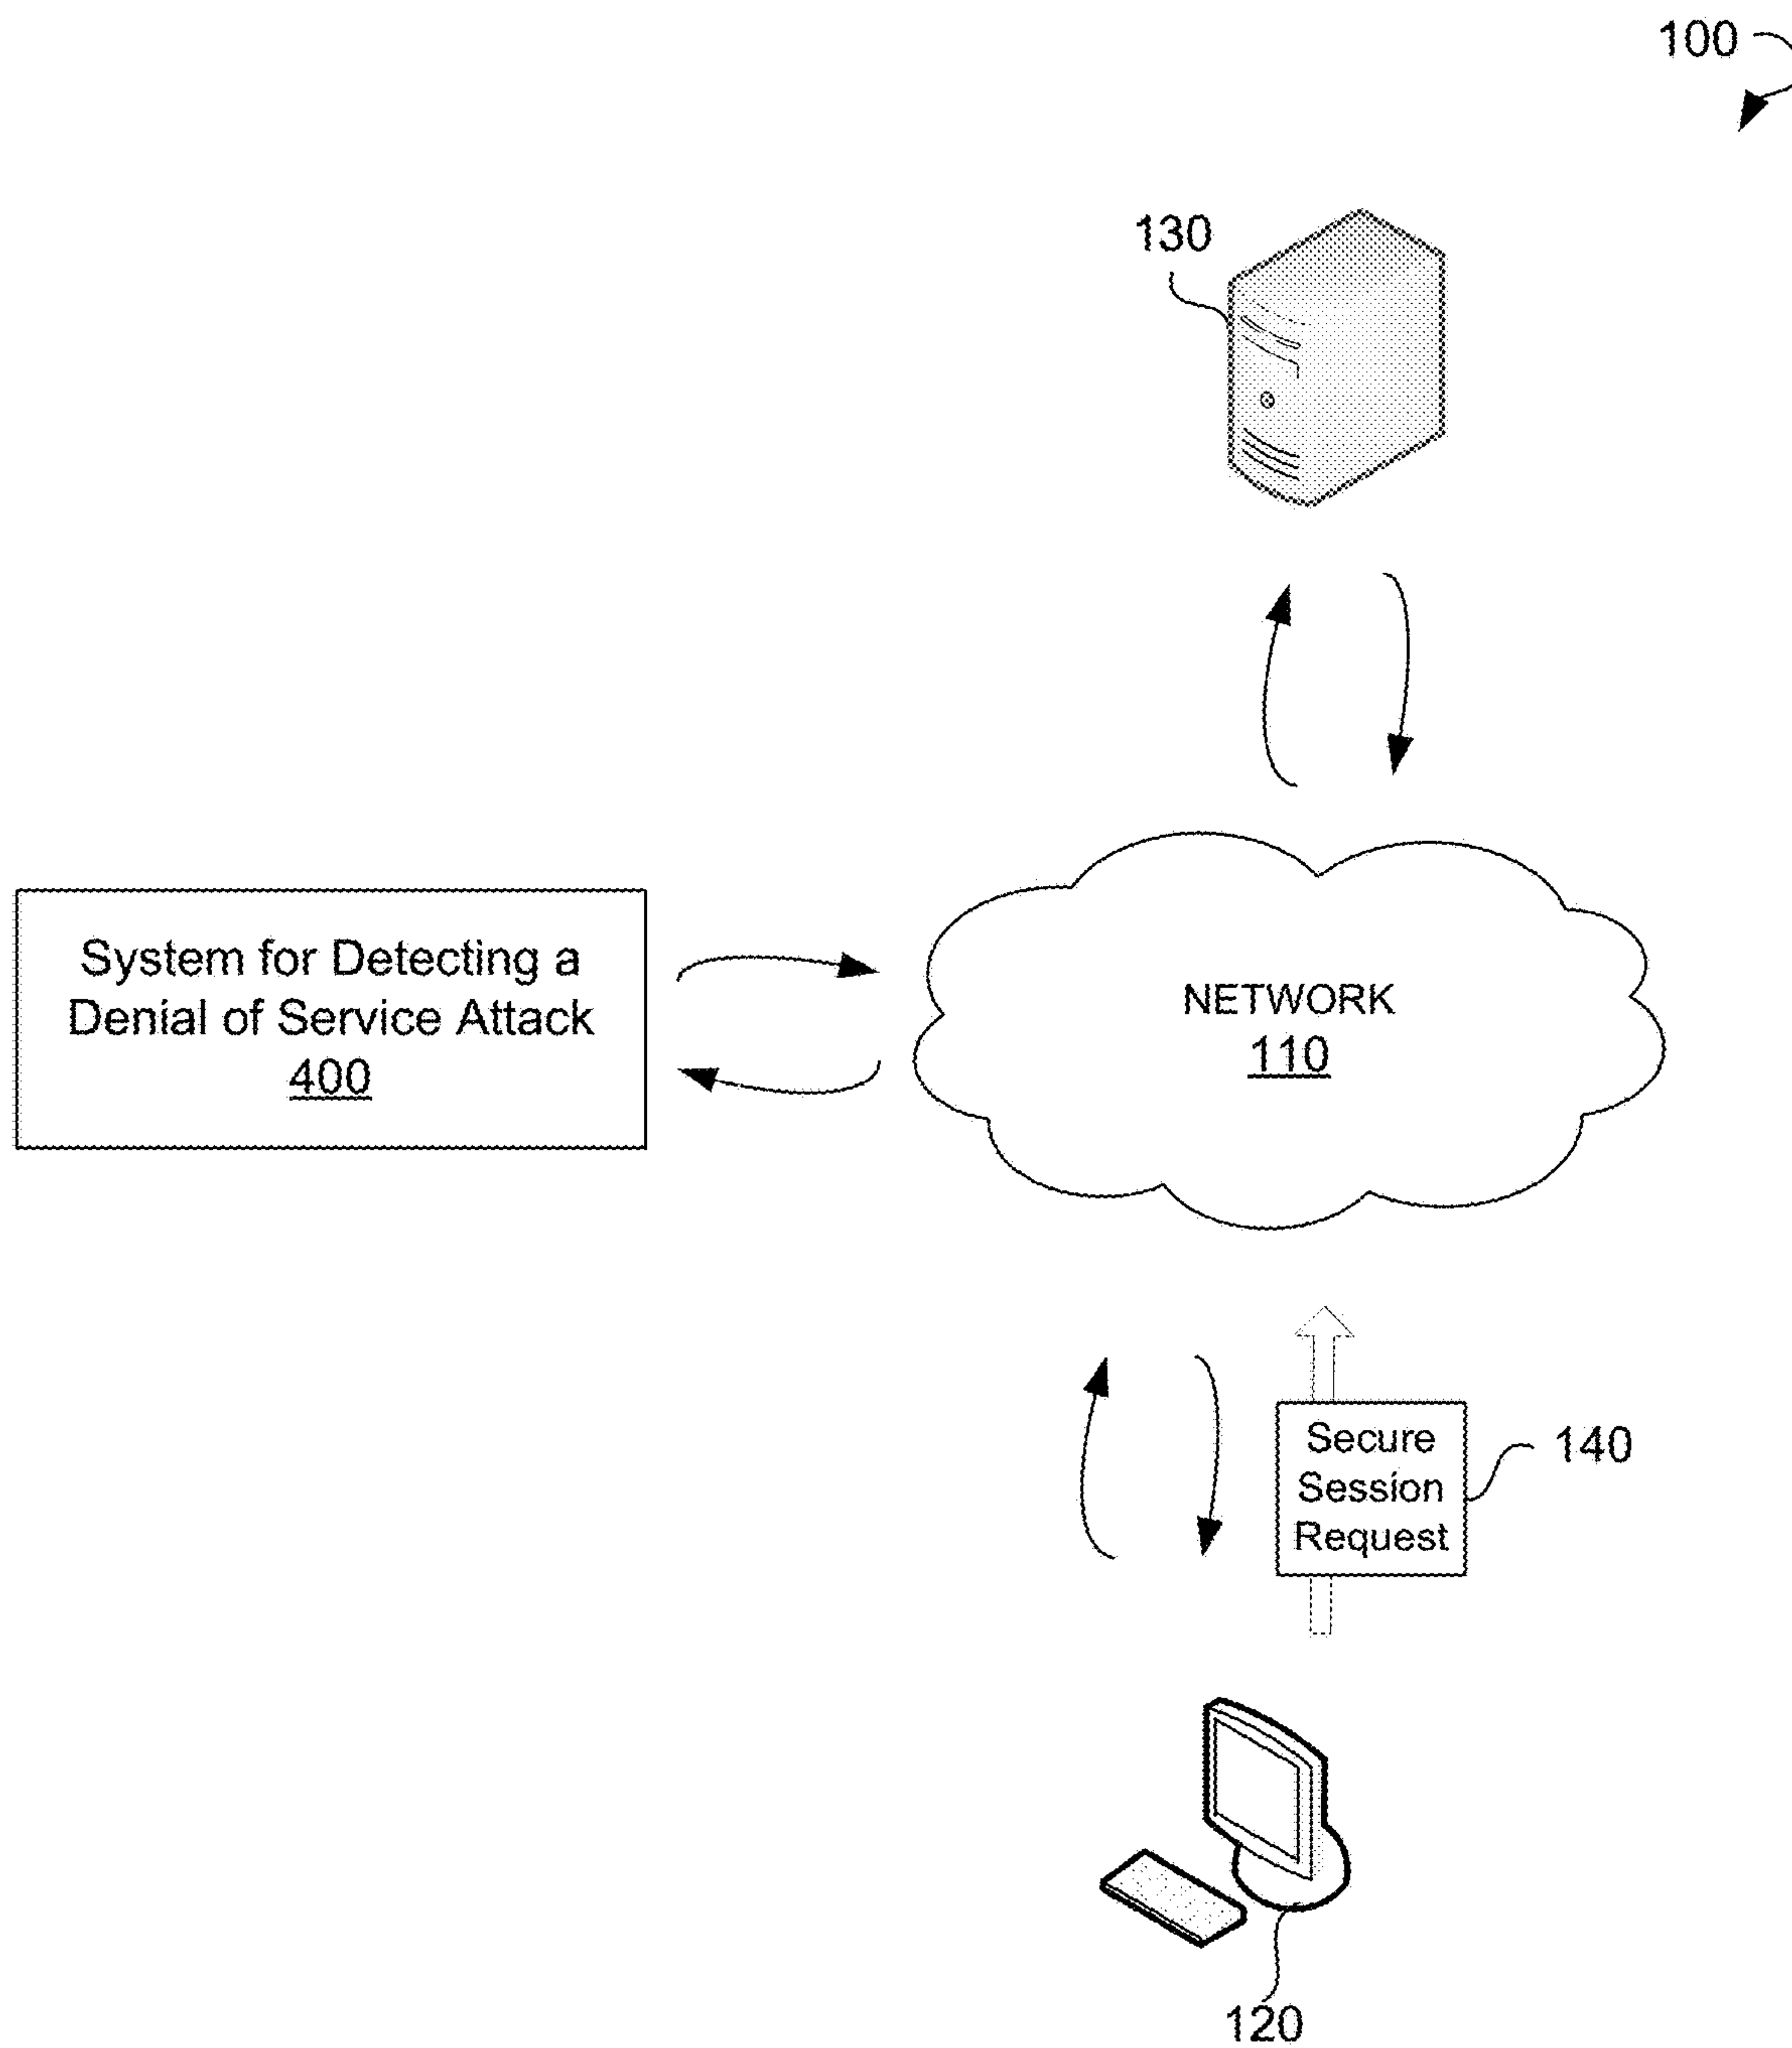 100
130
System for Detecting a
Denial of Service Attack
400
NETWORK
110
Secure
Session
Request
140
120